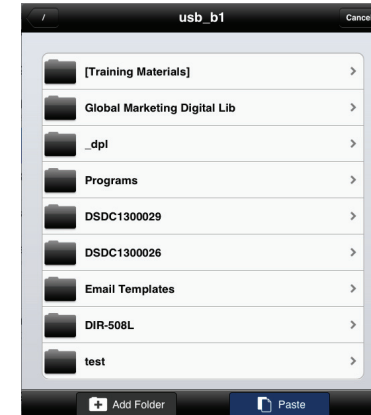 / usb_b1 Cance
[Training Materials] >
Global Marketing Digital Lib >
_dpl >
Programs >
DSDC1300029 >
DSDC1300026 >
Email Templates >
DIR-508L >
test >
Add Folder Paste